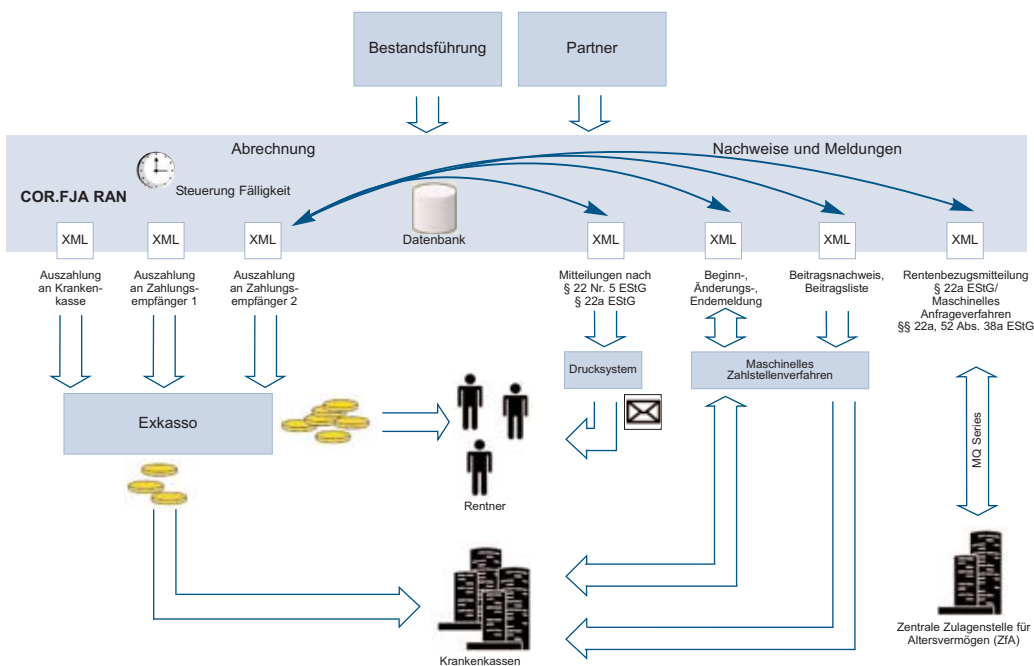 Bestandsführung
Partner
Abrechnung
Nachweise und Meldungen
Steuerung Fälligkeit
COR.FJA RAN
Datenbank
XML
XML
XML
XML
XML
XML
XML
Auszahlung
an Kranken-
kasse
Auszahlung
an Zahlungs-
empfänger 1
Auszahlung
an Zahlungs-
empfänger 2
Mitteilungen nach
§ 22 Nr. 5 EStG
§ 22a EStG
Beginn-,
Änderungs-,
Endemeldung
Beitragsnachweis,
Beitragsliste
Rentenbezugsmitteilung
§ 22a EStG/
Maschinelles
Anfrageverfahren
§§ 22a, 52 Abs. 38a EStG
Drucksystem
Maschinelles
Zahlstellenverfahren
Exkasso
MQ Series
Rentner
Krankenkassen
Zentrale Zulagenstelle für
Altersvermögen (ZfA)